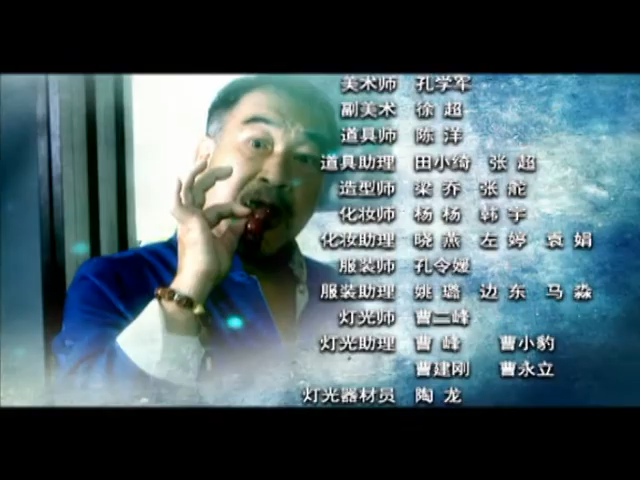 美术师 孔学军
副美术 徐 超
道具师 陈 洋
道具助理 田小绮 张 超
造型师 梁 乔 张 舵
化妆师 杨 杨 韩 宇
化妆助理 晓 燕 左 婷 袁 娟
服装师 孔令媛
服装助理 姚 璐 边 东 马 淼
灯光师 曹二峰
灯光助理 曹 峰 曹小豹
曹建刚 曹永立
灯光器材员 陶 龙